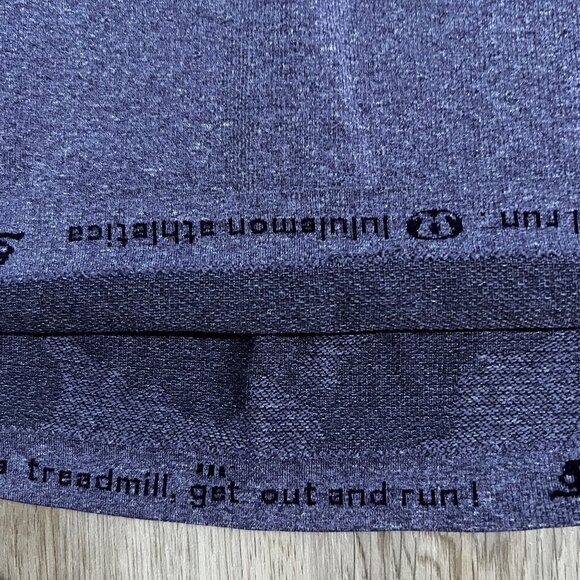 run . lululemon athletica
a treadmill, get out and run!